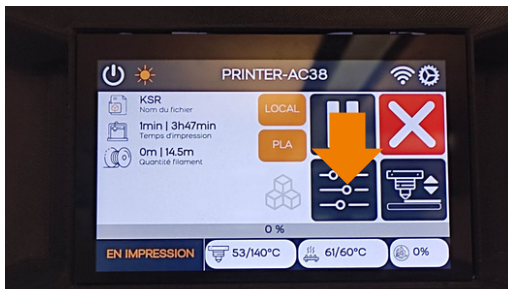 PRINTER-AC38
KSR
Nom du fichier
LOCAL
1min | 3h47min
Temps d'impression
PLA
0m | 14.5m
Quantité filament
0 %
EN IMPRESSION
53/140°C
61/60°C
0%